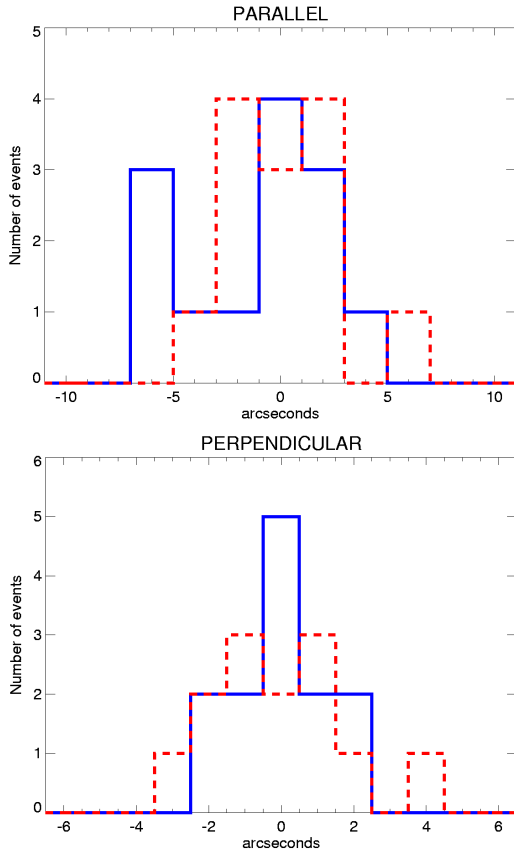 PARALLEL
5
4
3
2
1
0
Number of events
-10 -5 0 5 10
arcseconds
PERPENDICULAR
6
5
4
3
2
1
0
Number of events
-6 -4 -2 0 2 4 6
arcseconds